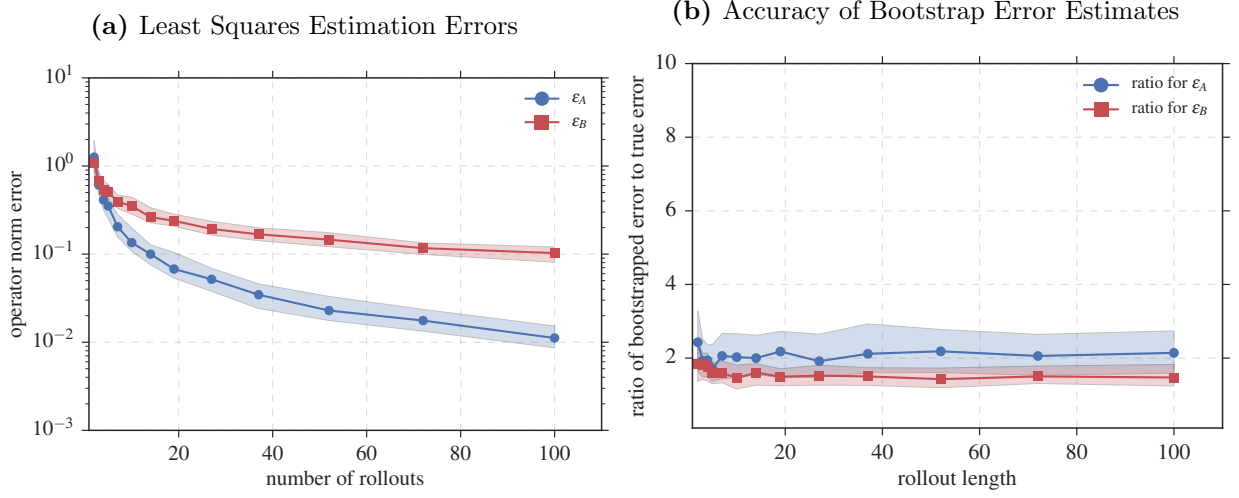 (a) Least Squares Estimation Errors
10^1
10^0
10^-1
10^-2
10^-3
operator norm error
20
40
60
80
100
number of rollouts
ε_A
ε_B
(b) Accuracy of Bootstrap Error Estimates
10
8
6
4
2
ratio of bootstrapped error to true error
20
40
60
80
100
rollout length
ratio for ε_A
ratio for ε_B